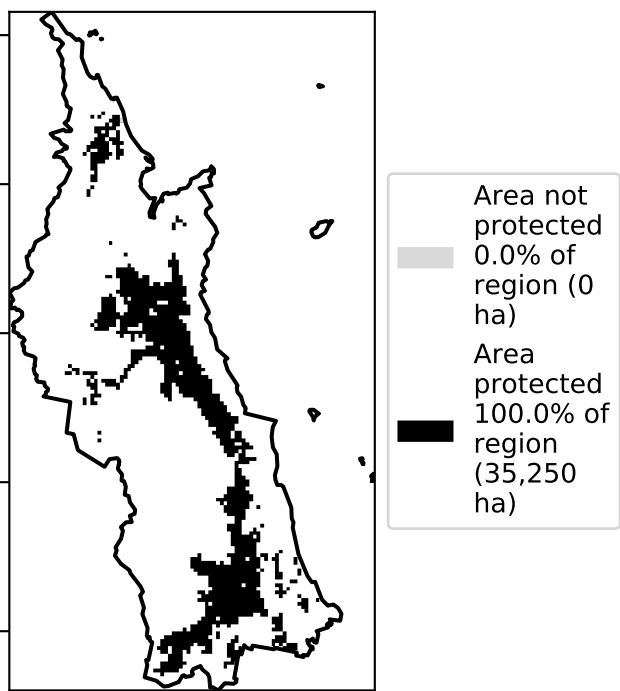 Area not
protected
0.0% of
region (0
ha)
Area
protected
100.0% of
region
(35,250
ha)